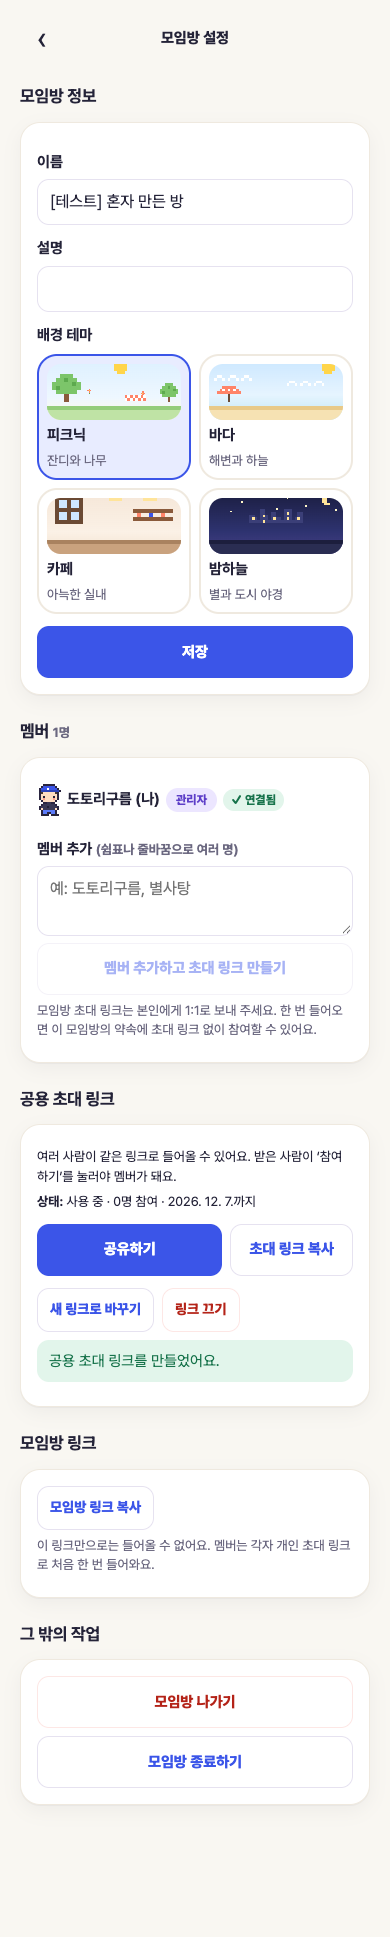 모임방 설정
모임방 정보
이름
[테스트] 혼자 만든 방
설명
배경 테마
피크닉
잔디와 나무
바다
해변과 하늘
카페
아늑한 실내
밤하늘
별과 도시 야경
저장
멤버 1명
도토리구름 (나) 관리자 ✓ 연결됨
멤버 추가 (쉼표나 줄바꿈으로 여러 명)
예: 도토리구름, 별사탕
멤버 추가하고 초대 링크 만들기
모임방 초대 링크는 본인에게 1:1로 보내 주세요. 한 번 들어오
면 이 모임방의 약속에 초대 링크 없이 참여할 수 있어요.
공용 초대 링크
여러 사람이 같은 링크로 들어올 수 있어요. 받은 사람이 ‘참여
하기’를 눌러야 멤버가 돼요.
상태: 사용 중 · 0명 참여 · 2026. 12. 7.까지
공유하기
초대 링크 복사
새 링크로 바꾸기
링크 끄기
공용 초대 링크를 만들었어요.
모임방 링크
모임방 링크 복사
이 링크만으로는 들어올 수 없어요. 멤버는 각자 개인 초대 링크
로 처음 한 번 들어와요.
그 밖의 작업
모임방 나가기
모임방 종료하기